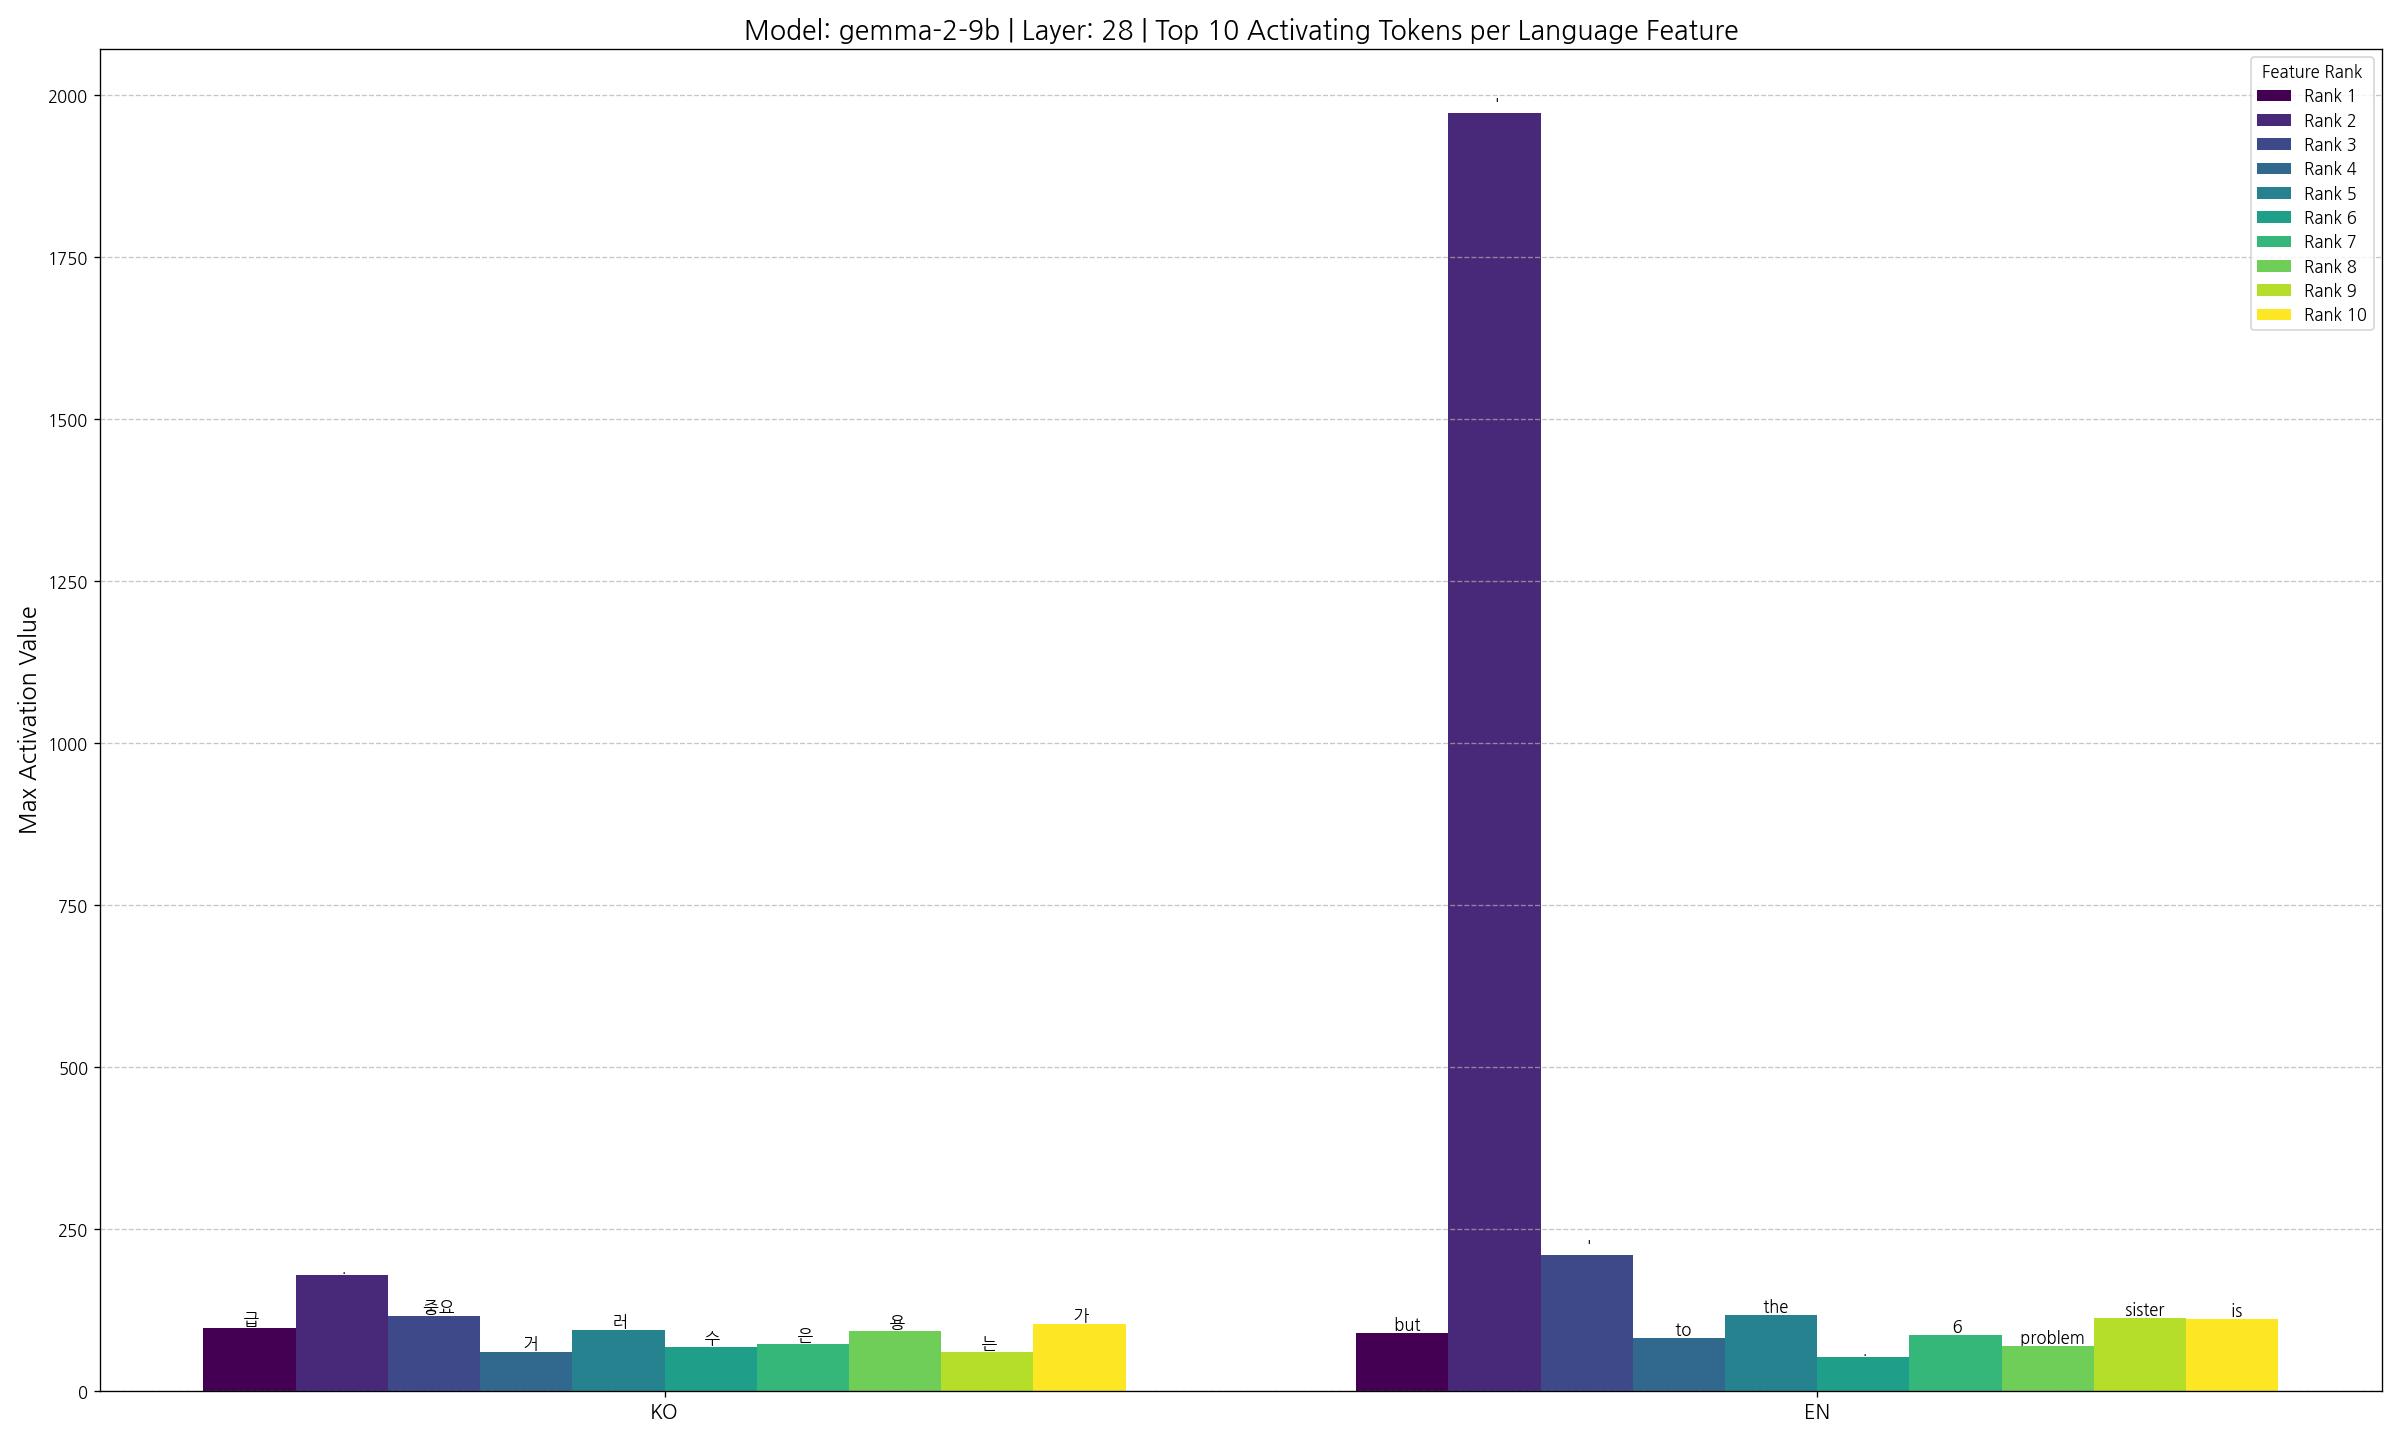 Model: gemma-2-9b | Layer: 28 | Top 10 Activating Tokens per Language Feature
Max Activation Value
2000
1750
1500
1250
1000
750
500
250
0
Feature Rank
Rank 1
Rank 2
Rank 3
Rank 4
Rank 5
Rank 6
Rank 7
Rank 8
Rank 9
Rank 10
급 . 중요 거 러 수 은 용 는 가
but ' ' to the . 6 problem sister is
KO EN